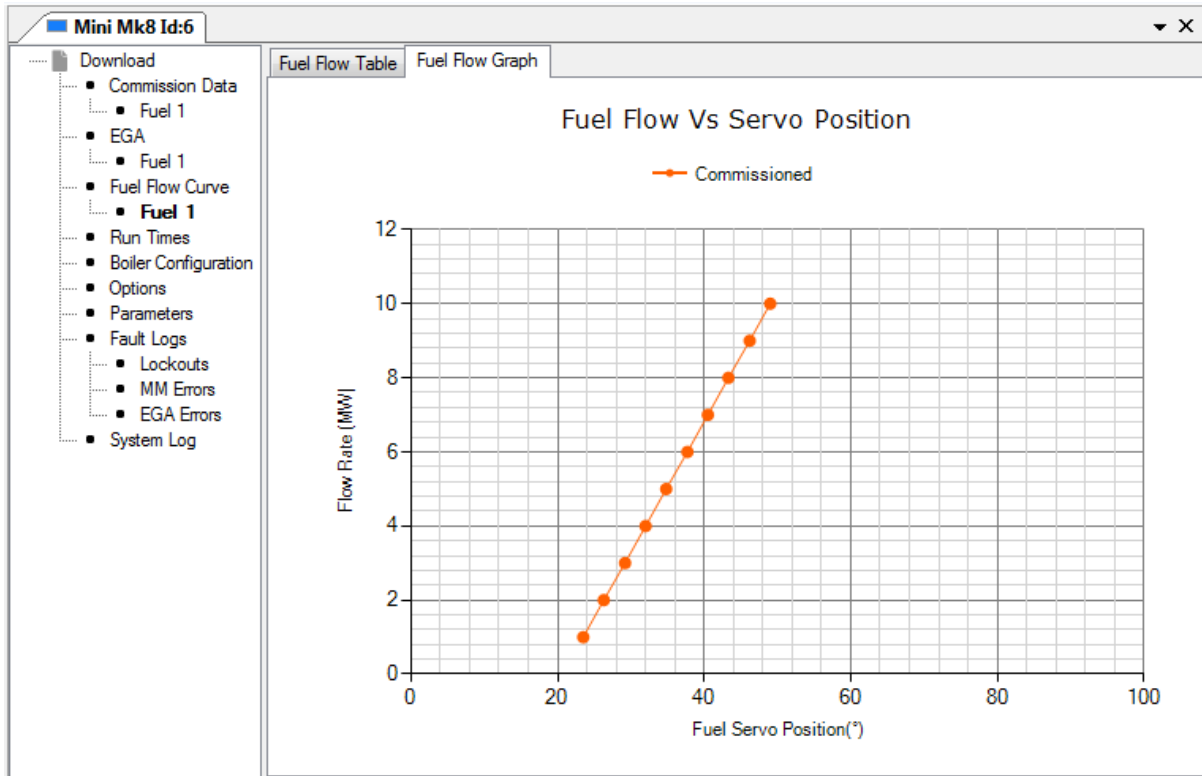 Mini Mk8 Id:6
Download
Commission Data
Fuel 1
EGA
Fuel 1
Fuel Flow Curve
Fuel 1
Run Times
Boiler Configuration
Options
Parameters
Fault Logs
Lockouts
MM Errors
EGA Errors
System Log
Fuel Flow Table
Fuel Flow Graph
Fuel Flow Vs Servo Position
Commissioned
Flow Rate (MW)
12
10
8
6
4
2
0
0 20 40 60 80 100
Fuel Servo Position(°)